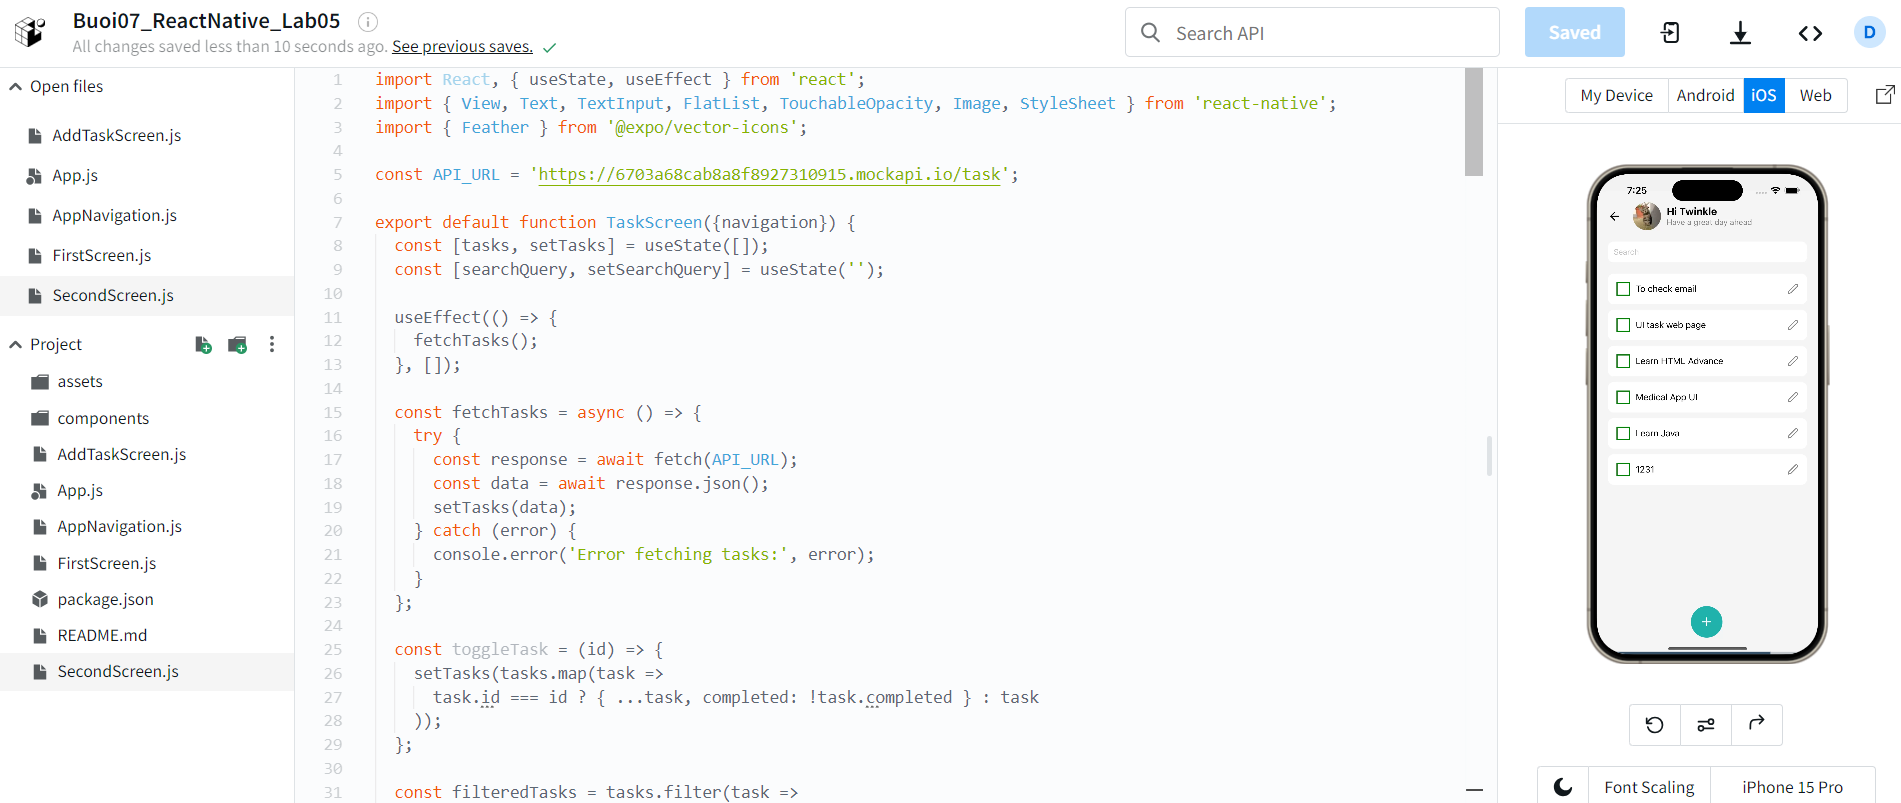 Buoi07_ReactNative_Lab05
All changes saved less than 10 seconds ago. See previous saves.
Search API
Saved
D
Open files
AddTaskScreen.js
App.js
AppNavigation.js
FirstScreen.js
SecondScreen.js
Project
assets
components
AddTaskScreen.js
App.js
AppNavigation.js
FirstScreen.js
package.json
README.md
SecondScreen.js
1 import React, { useState, useEffect } from 'react';
2 import { View, Text, TextInput, FlatList, TouchableOpacity, Image, StyleSheet } from 'react-native';
3 import { Feather } from '@expo/vector-icons';
4
5 const API_URL = 'https://6703a68cab8a8f8927310915.mockapi.io/task';
6
7 export default function TaskScreen({navigation}) {
8 const [tasks, setTasks] = useState([]);
9 const [searchQuery, setSearchQuery] = useState('');
10
11 useEffect(() => {
12 fetchTasks();
13 }, []);
14
15 const fetchTasks = async () => {
16 try {
17 const response = await fetch(API_URL);
18 const data = await response.json();
19 setTasks(data);
20 } catch (error) {
21 console.error('Error fetching tasks:', error);
22 }
23 };
24
25 const toggleTask = (id) => {
26 setTasks(tasks.map(task =>
27 task.id === id ? { ...task, completed: !task.completed } : task
28 ));
29 };
30
31 const filteredTasks = tasks.filter(task =>
My Device Android iOS Web
7:25
Hi Twinkle
Have a great day ahead
Search
To check email
UI task web page
Learn HTML Advance
Medical App UI
Learn Java
1231
+
Font Scaling iPhone 15 Pro